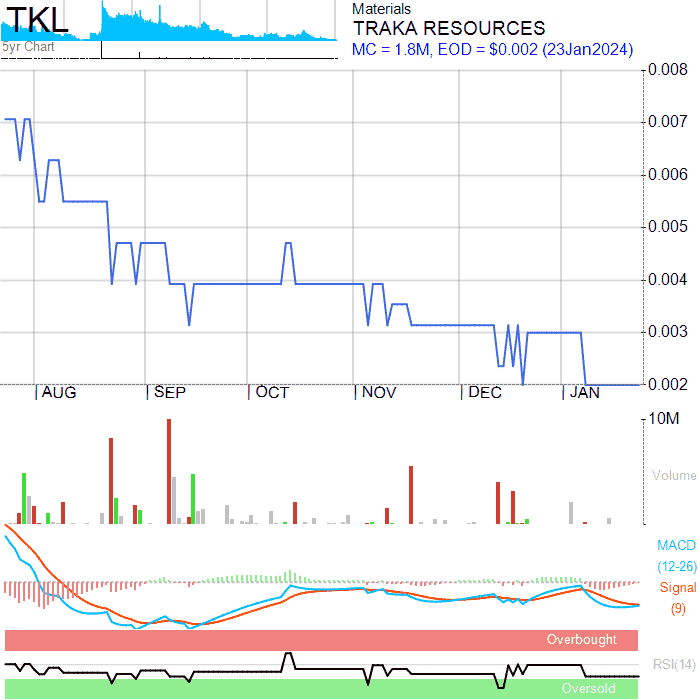 TKL
Materials
TRAKA RESOURCES
5yr Chart
MC = 1.8M, EOD = $0.002 (23Jan2024)
0.008
0.007
0.006
0.005
0.004
0.003
0.002
AUG SEP OCT NOV DEC JAN
10M
Volume
MACD
(12-26)
Signal
(9)
Overbought
RSI(14)
Oversold